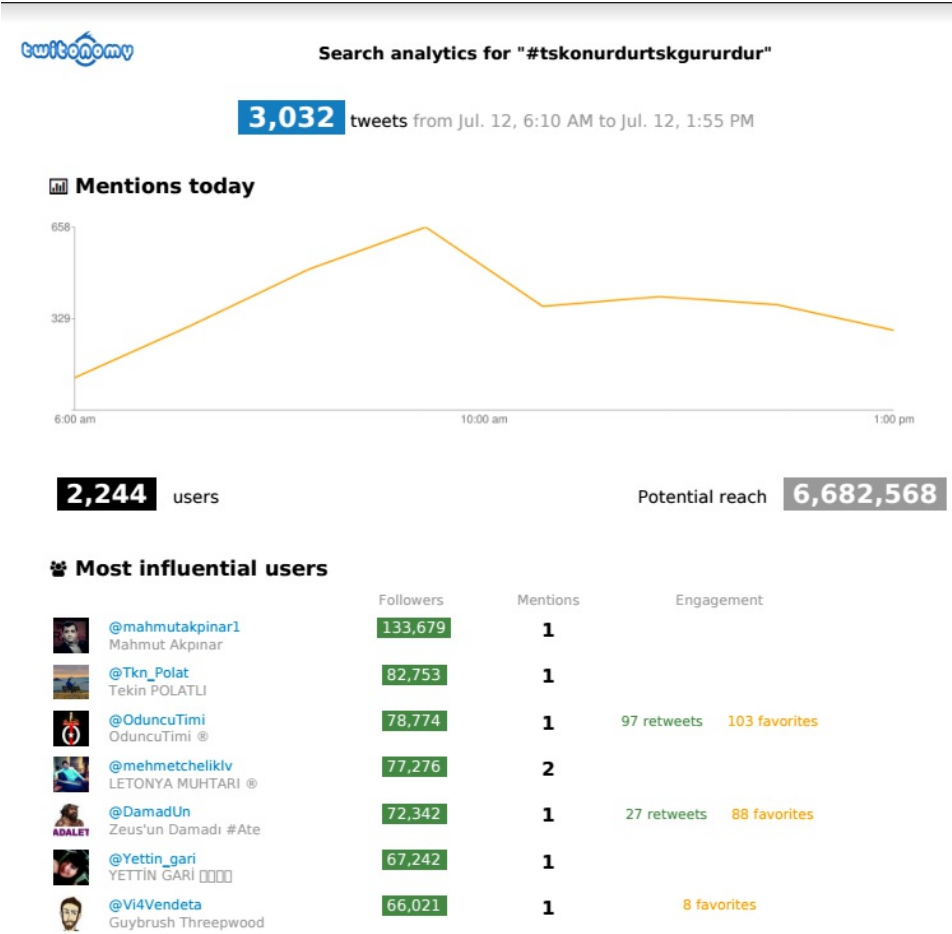 twitonomy
Search analytics for "#tskonurdurtskgururdur"
3,032 tweets from Jul. 12, 6:10 AM to Jul. 12, 1:55 PM
Mentions today
658
329
6:00 am 10:00 am 1:00 pm
2,244 users Potential reach 6,682,568
Most influential users
Followers Mentions Engagement
@mahmutakpinar1 133,679 1
Mahmut Akpınar
@Tkn_Polat 82,753 1
Tekin POLATLI
@OduncuTimi 78,774 1 97 retweets 103 favorites
OduncuTimi ®
@mehmetcheliklv 77,276 2
LETONYA MUHTARI ®
@DamadUn 72,342 1 27 retweets 88 favorites
ADALET Zeus'un Damadı #Ate
@Yettin_gari 67,242 1
YETTİN GARİ ▯▯▯▯
@Vi4Vendeta 66,021 1 8 favorites
Guybrush Threepwood